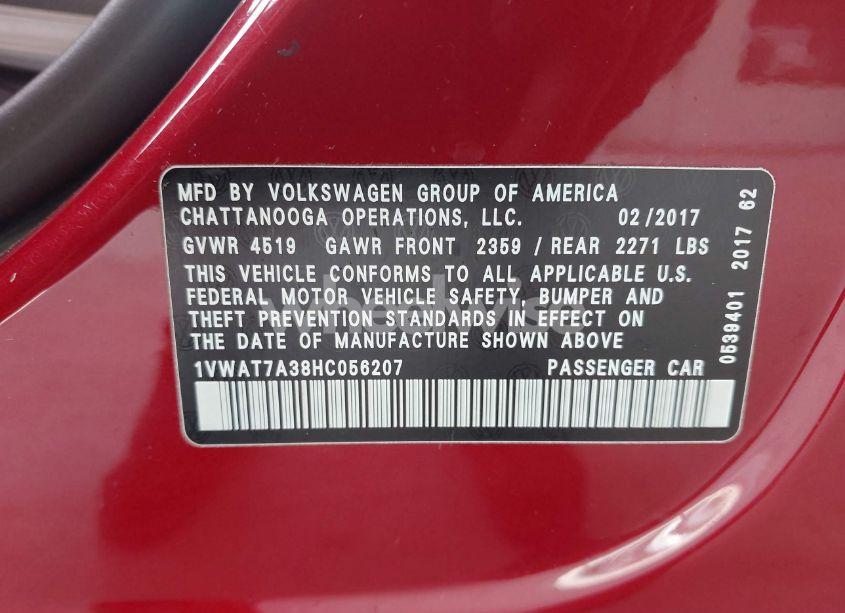 MFD BY VOLKSWAGEN GROUP OF AMERICA
CHATTANOOGA OPERATIONS, LLC. 02/2017
GVWR 4519 GAWR FRONT 2359 / REAR 2271 LBS
THIS VEHICLE CONFORMS TO ALL APPLICABLE U.S.
FEDERAL MOTOR VEHICLE SAFETY, BUMPER AND
THEFT PREVENTION STANDARDS IN EFFECT ON
THE DATE OF MANUFACTURE SHOWN ABOVE
1VWAT7A38HC056207 PASSENGER CAR
0539401 2017 62